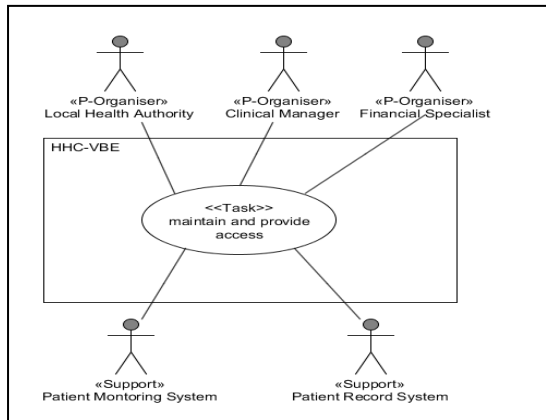 «P-Organiser»
Local Health Authority
«P-Organiser»
Clinical Manager
«P-Organiser»
Financial Specialist
HHC-VBE
<<Task>>
maintain and provide
access
«Support»
Patient Montoring System
«Support»
Patient Record System